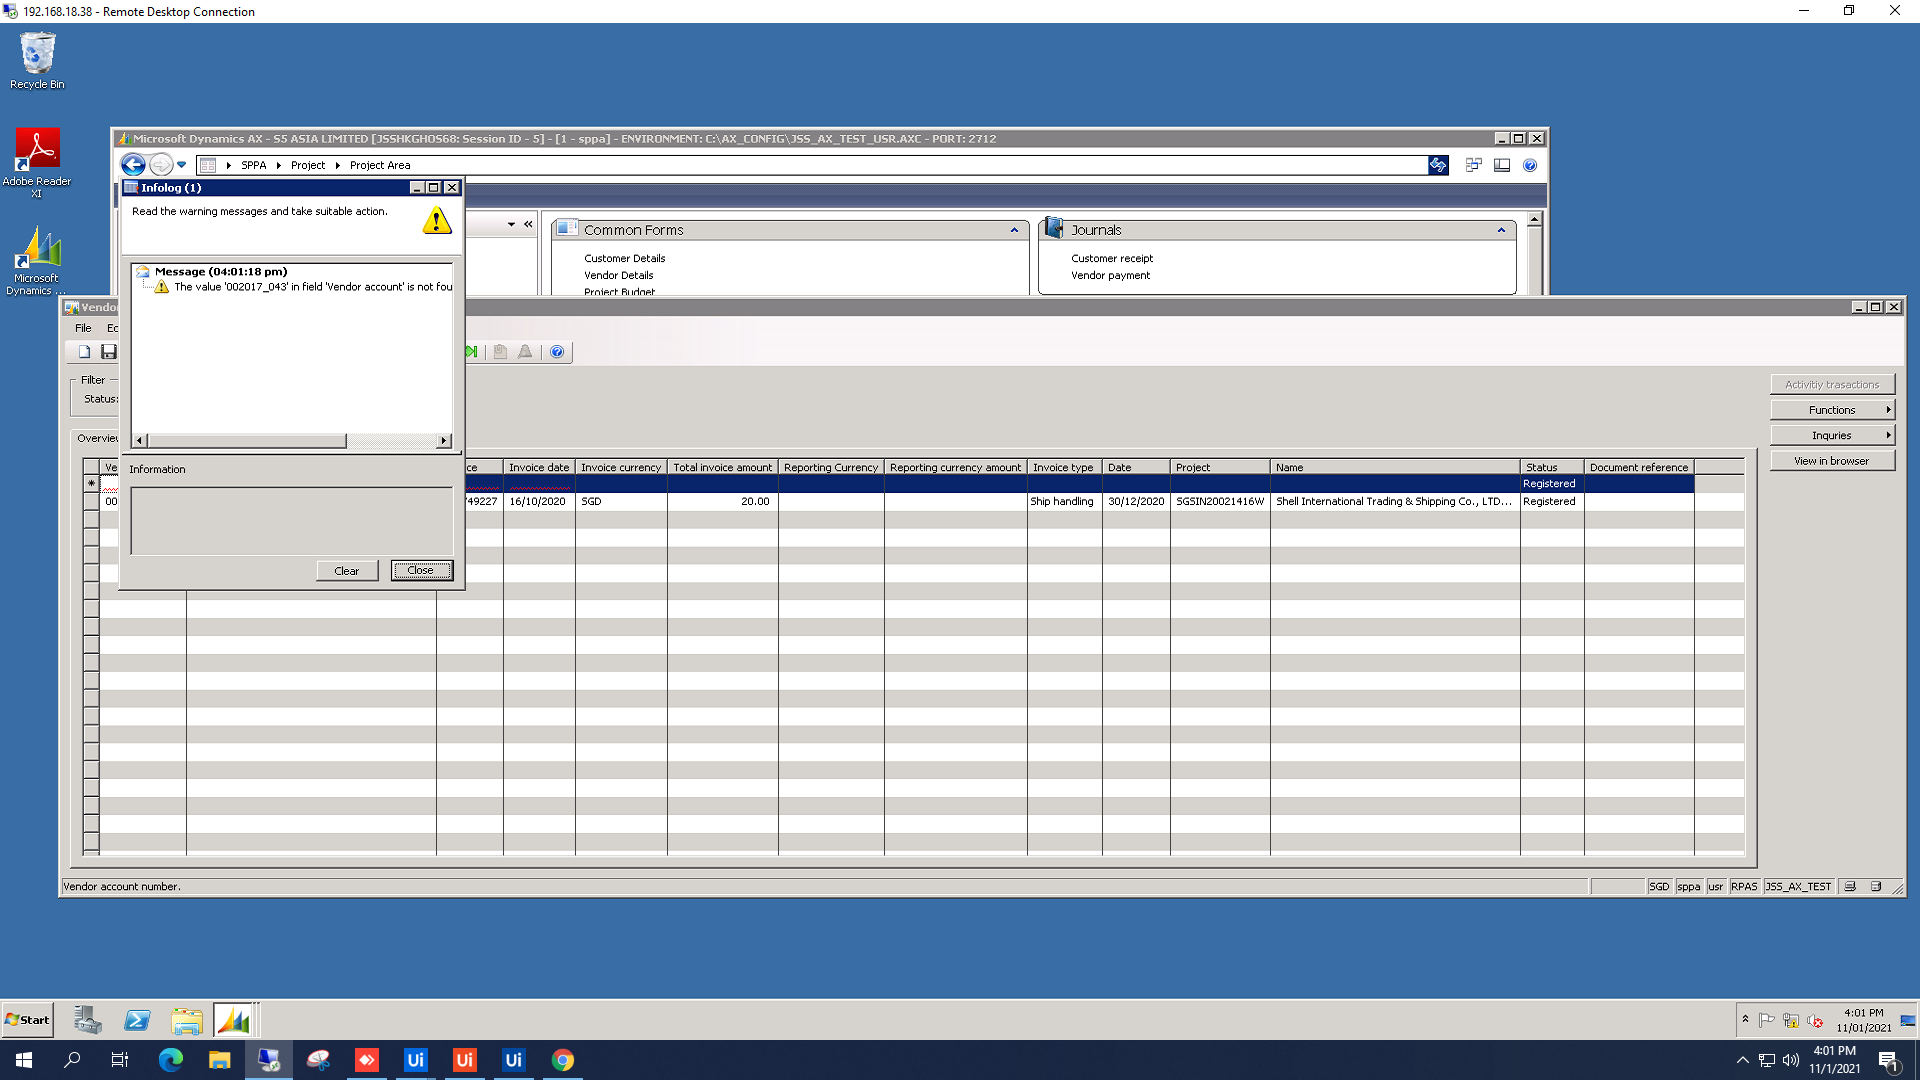 192.168.18.38 - Remote Desktop Connection
Recycle Bin
Adobe Reader
XI
Microsoft
Dynamics ...
Microsoft Dynamics AX - S5 ASIA LIMITED [JSSHKGHOS68: Session ID - 5] - [1 - sppa] - ENVIRONMENT: C:\AX_CONFIG\JSS_AX_TEST_USR.AXC - PORT: 2712
SPPA Project Project Area
Infolog (1)
Read the warning messages and take suitable action.
Message (04:01:18 pm)
The value '002017_043' in field 'Vendor account' is not fou
Information
Clear Close
Common Forms
Customer Details
Vendor Details
Project Budget
Journals
Customer receipt
Vendor payment
Vendo
File Ec
Filter
Status:
Overvie
Activitiy trasactions
Functions
Inquries
View in browser
Ve ce Invoice date Invoice currency Total invoice amount Reporting Currency Reporting currency amount Invoice type Date Project Name Status Document reference
* Registered
00 49227 16/10/2020 SGD 20.00 Ship handling 30/12/2020 SGSIN20021416W Shell International Trading & Shipping Co., LTD... Registered
Vendor account number.
SGD sppa usr RPAS JSS_AX_TEST
Start
4:01 PM
11/01/2021
Ui Ui Ui
4:01 PM
11/1/2021
1